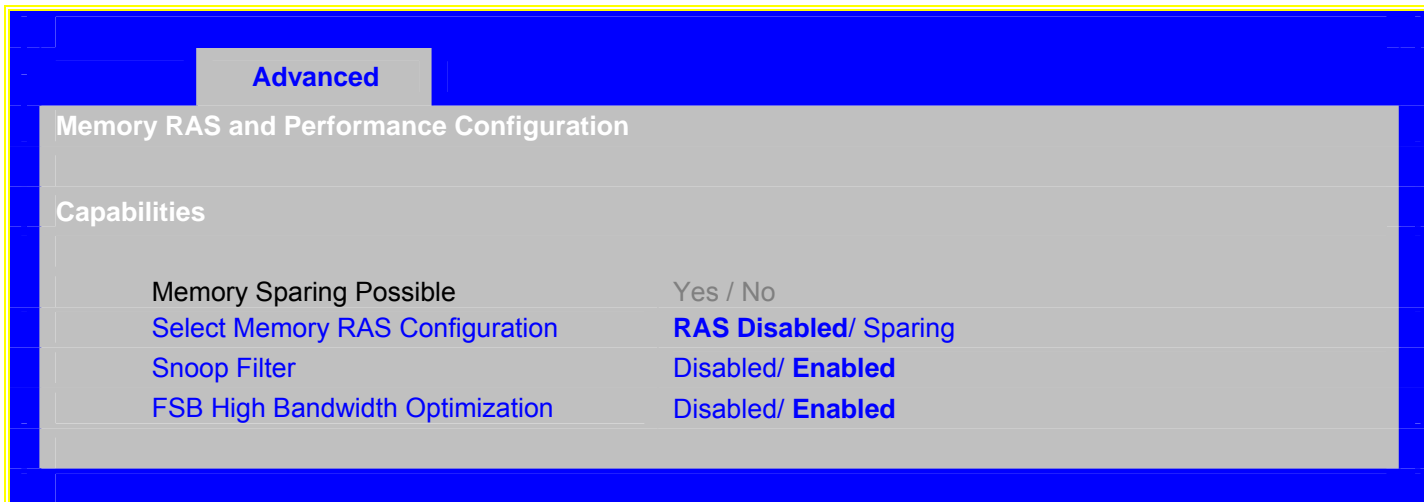 Advanced
Memory RAS and Performance Configuration
Capabilities
Memory Sparing Possible Yes / No
Select Memory RAS Configuration RAS Disabled/ Sparing
Snoop Filter Disabled/ Enabled
FSB High Bandwidth Optimization Disabled/ Enabled